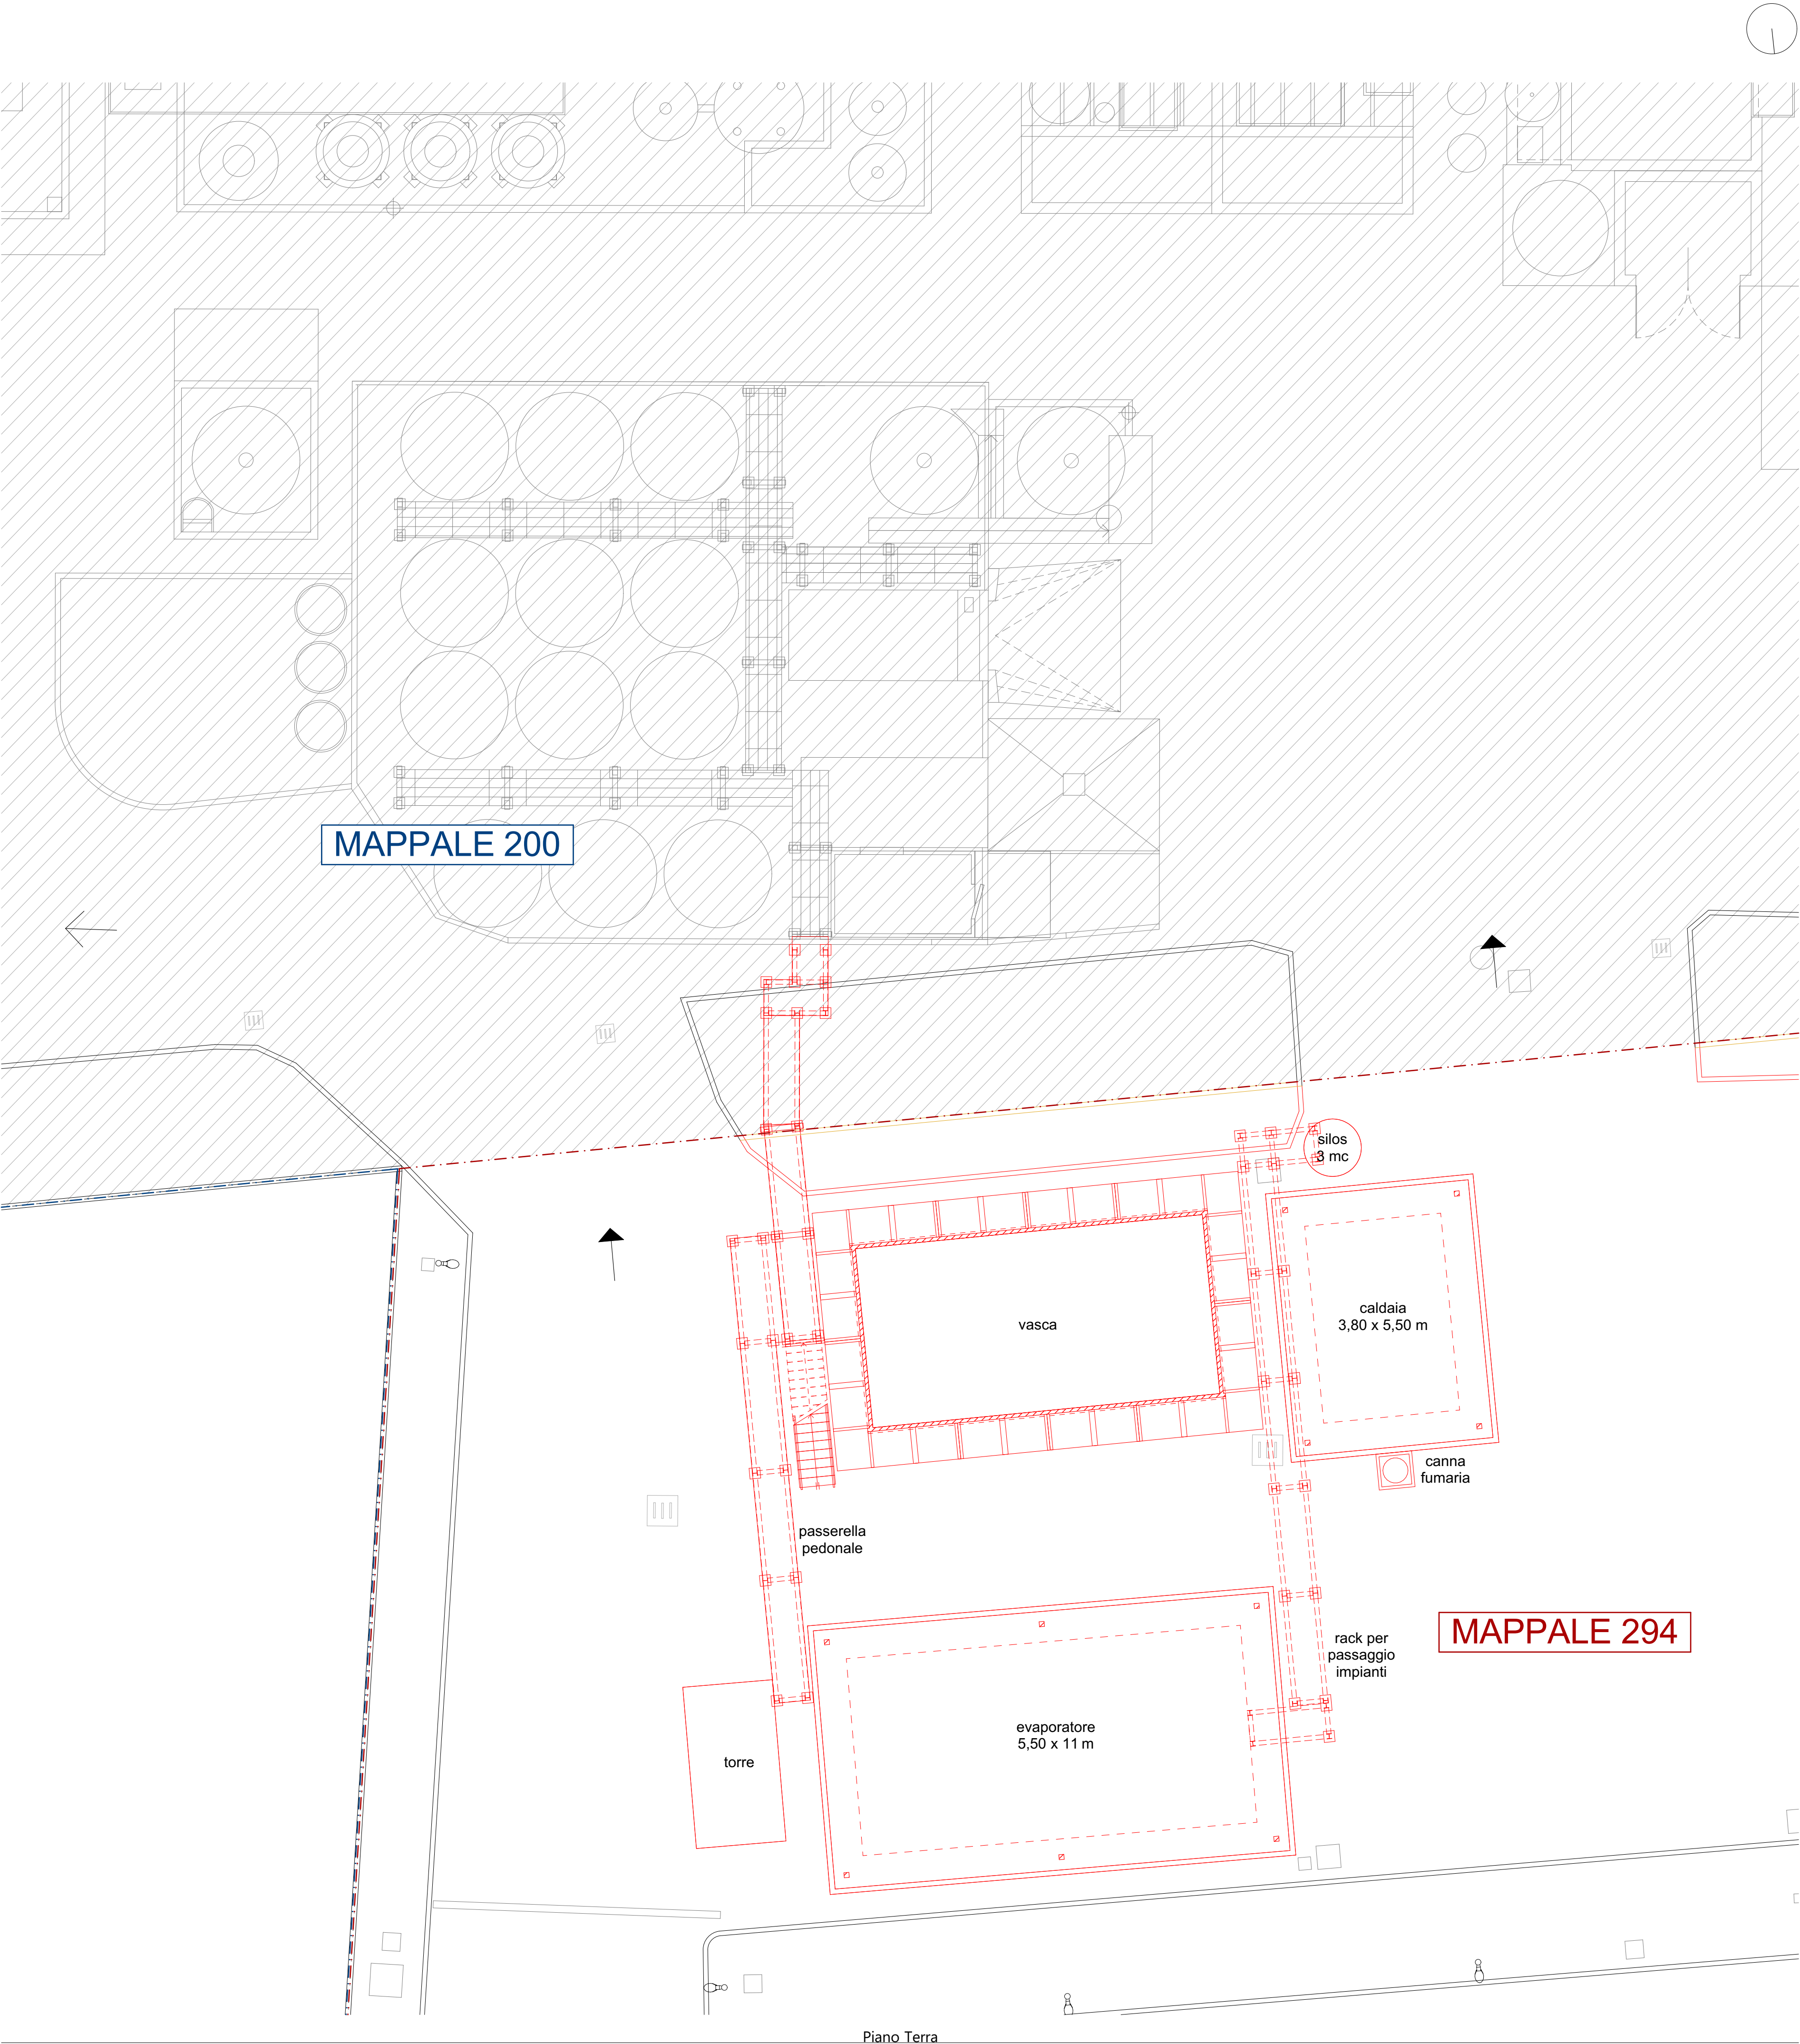 MAPPALE 200
silos
3 mc
caldaia
3,80 x 5,50 m
vasca
canna
fumaria
passerella
pedonale
MAPPALE 294
rack per
passaggio
impianti
evaporatore
5,50 x 11 m
torre
Piano Terra